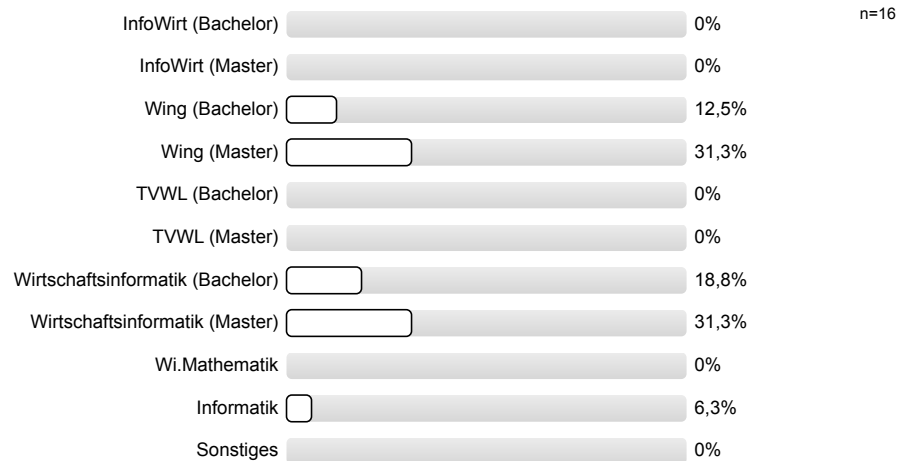 InfoWirt (Bachelor) 0% n=16
InfoWirt (Master) 0%
Wing (Bachelor) 12,5%
Wing (Master) 31,3%
TVWL (Bachelor) 0%
TVWL (Master) 0%
Wirtschaftsinformatik (Bachelor) 18,8%
Wirtschaftsinformatik (Master) 31,3%
Wi.Mathematik 0%
Informatik 6,3%
Sonstiges 0%